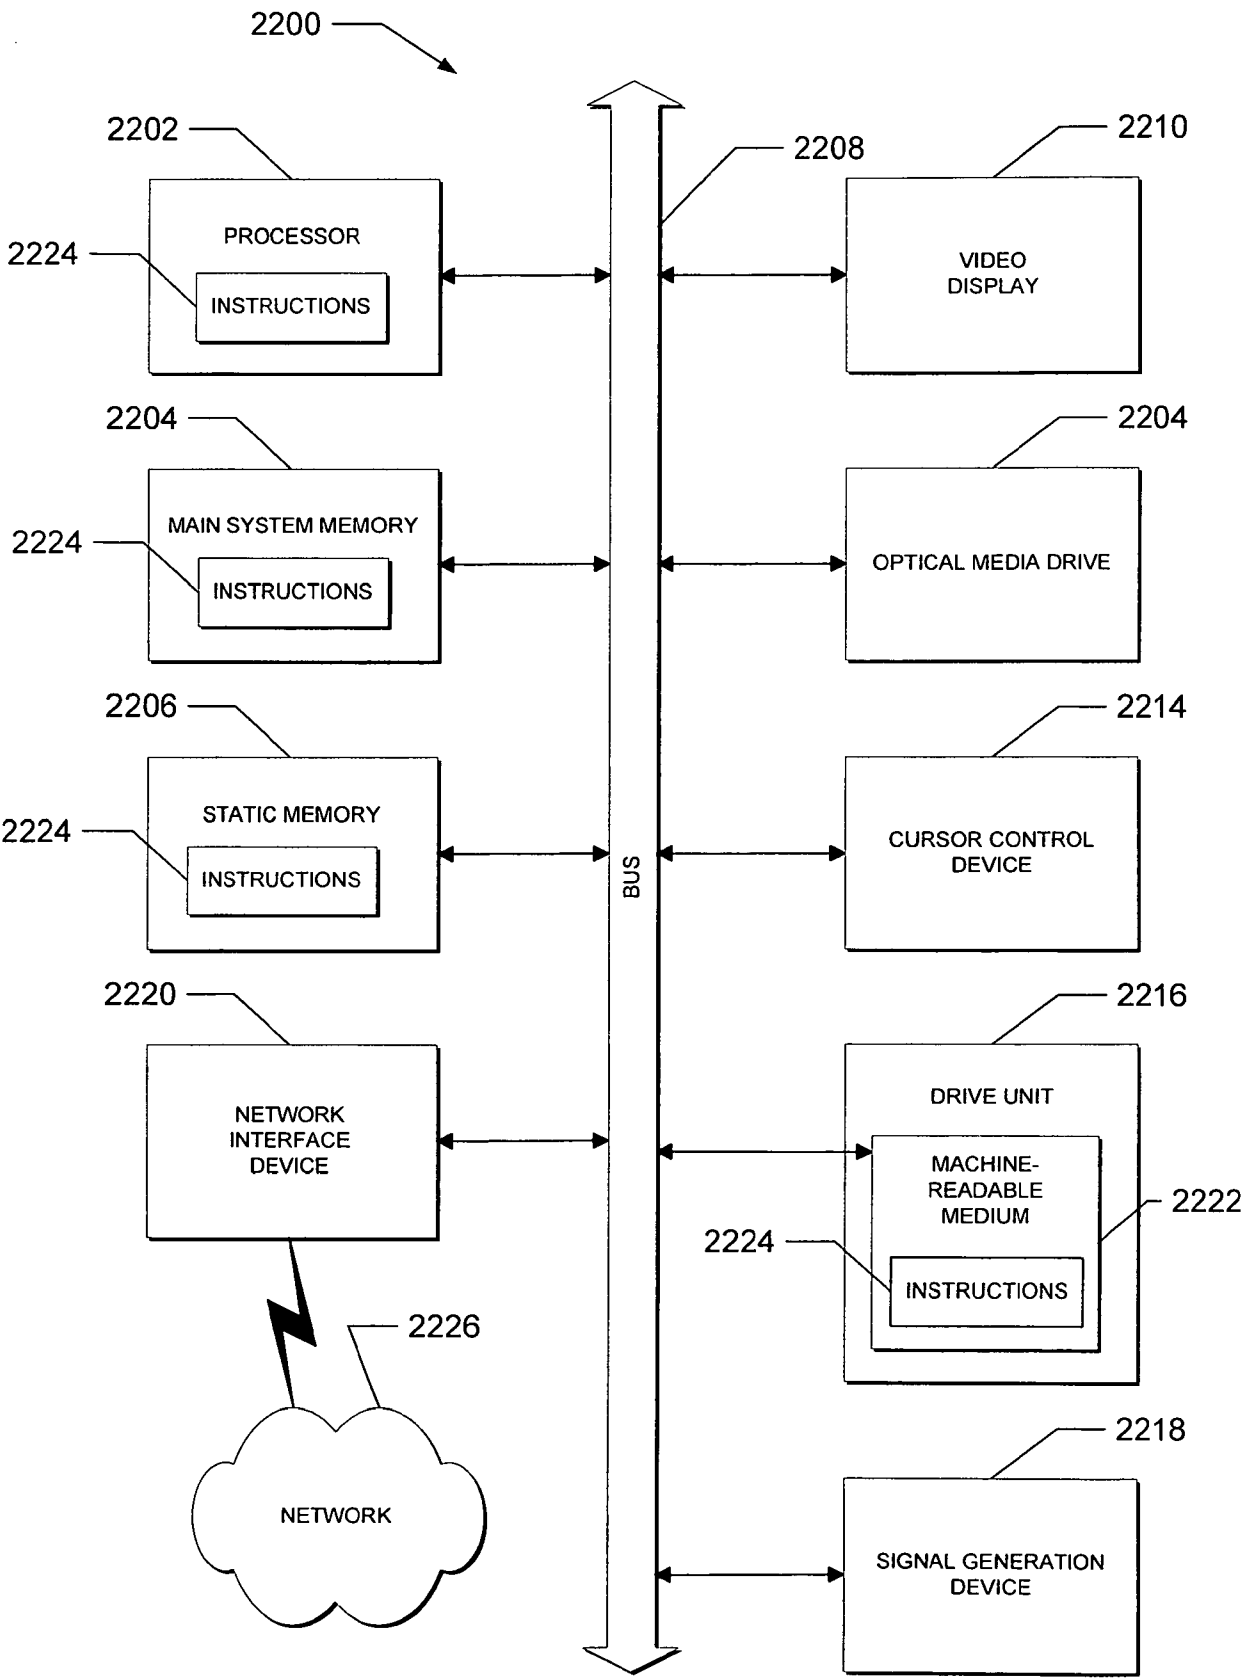 2200
2202
PROCESSOR
2224
INSTRUCTIONS
2204
MAIN SYSTEM MEMORY
2224
INSTRUCTIONS
2206
STATIC MEMORY
2224
INSTRUCTIONS
2220
NETWORK
INTERFACE
DEVICE
2226
NETWORK
BUS
2208
2210
VIDEO
DISPLAY
2204
OPTICAL MEDIA DRIVE
2214
CURSOR CONTROL
DEVICE
2216
DRIVE UNIT
MACHINE-
READABLE
MEDIUM
2222
2224
INSTRUCTIONS
2218
SIGNAL GENERATION
DEVICE